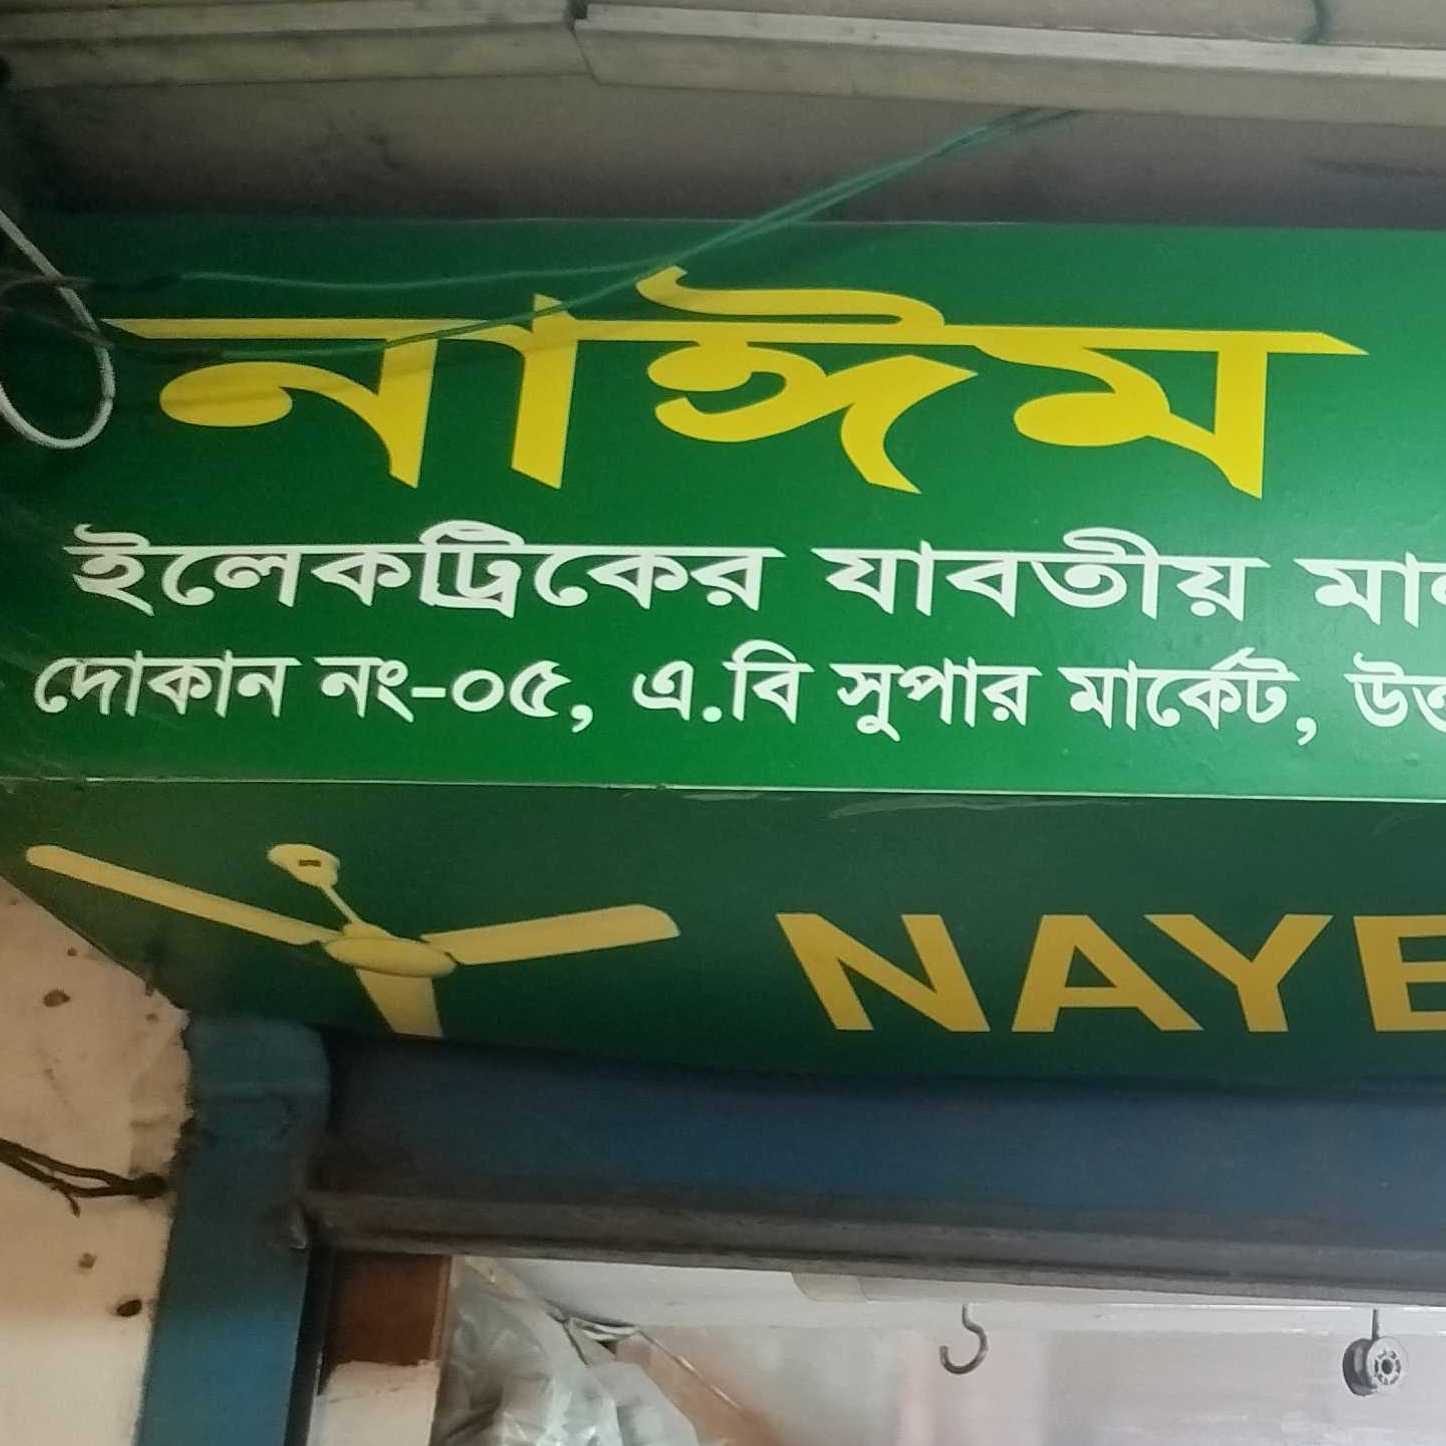 নাঈম
ইলেকট্রিকের যাবতীয়
দোকান নং-০৫, এ.বি সুপার মার্কেট,
NAYE